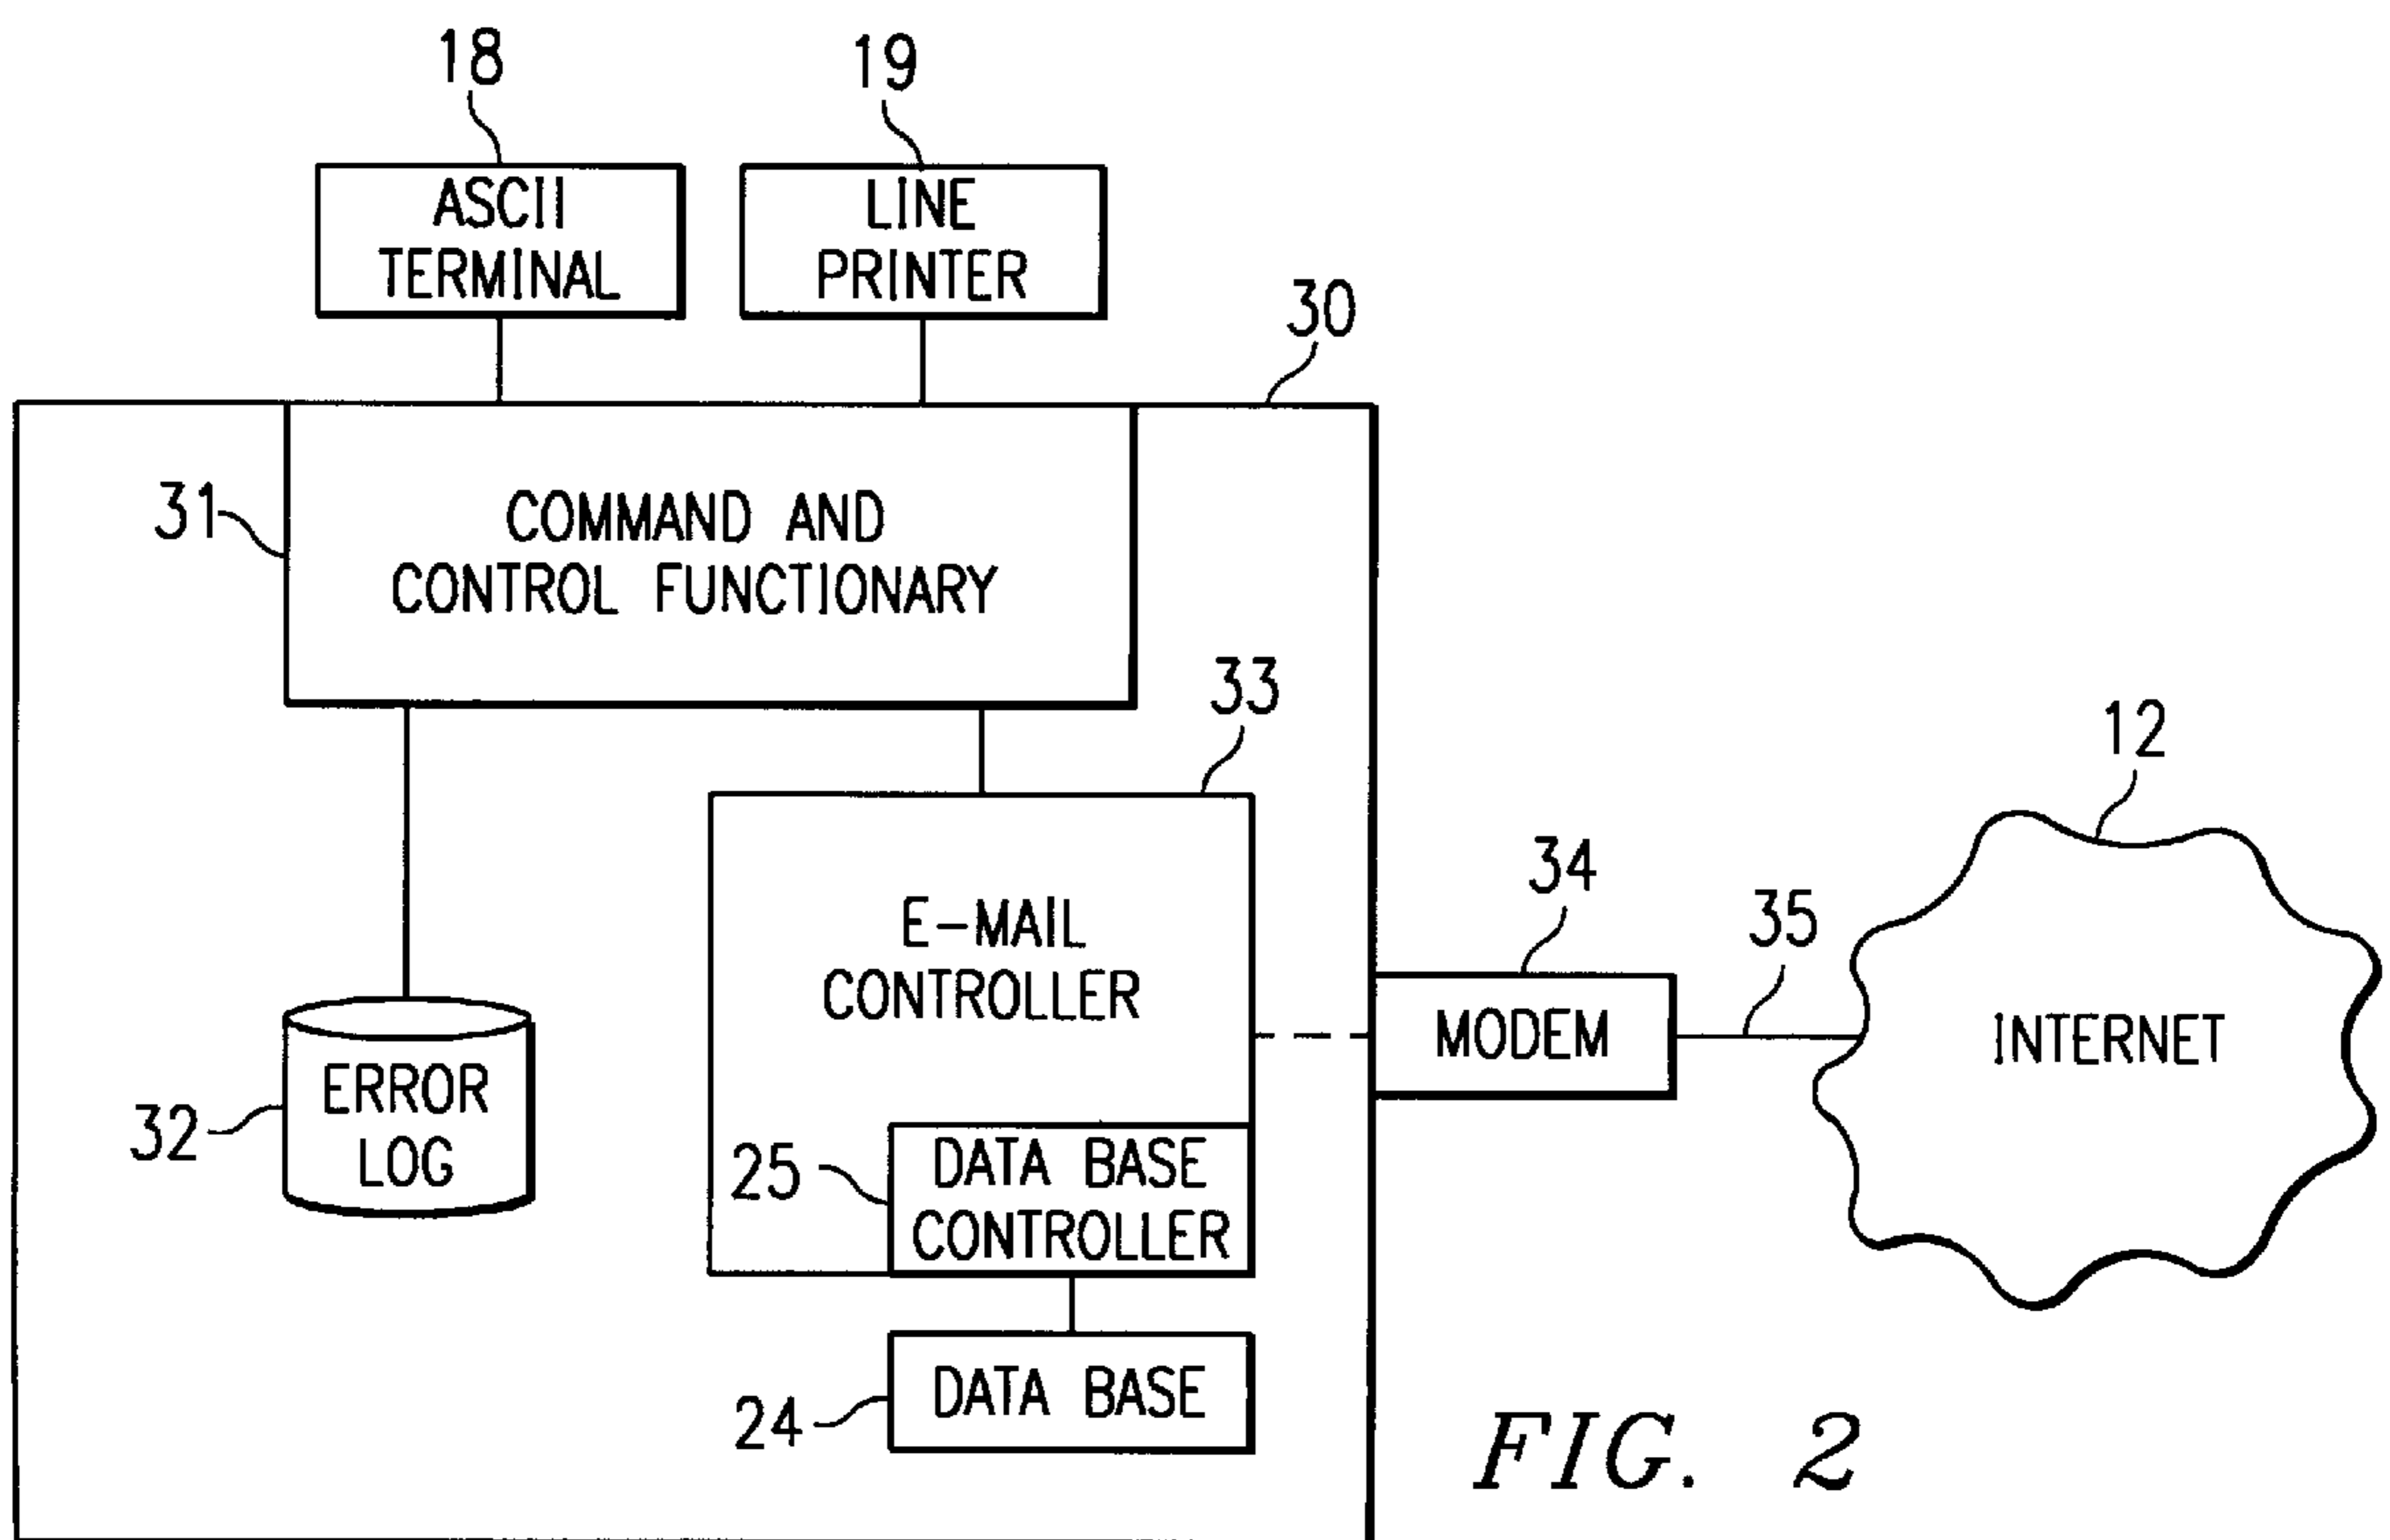 18
19
ASCII
TERMINAL
LINE
PRINTER
30
31
COMMAND AND
CONTROL FUNCTIONARY
33
12
34
35
E-MAIL
CONTROLLER
MODEM
INTERNET
32
ERROR
LOG
25
DATA BASE
CONTROLLER
24
DATA BASE
FIG. 2